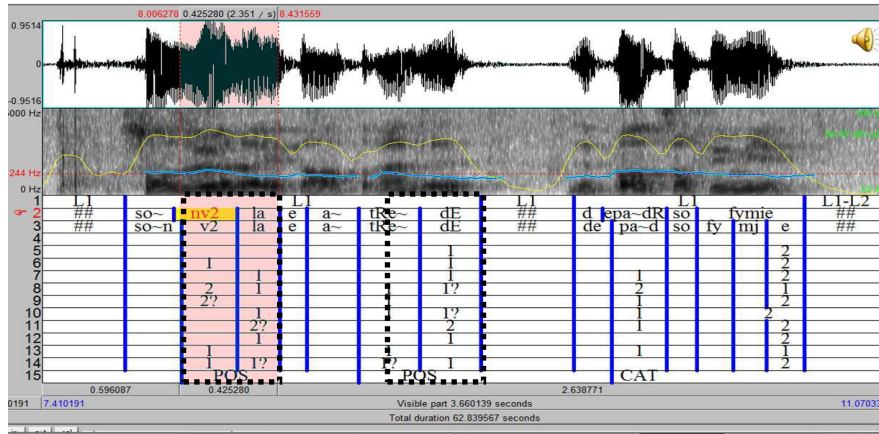 8.006278 0.425280 (2.351 / s) 8.431559
0.9514
0
-0.9516
5000 Hz
244 Hz
0 Hz
1 L1 L1 L1 L1 L1-L2
2 ## so~ nv2 la e a~ tRe~ dE ## d epa~dR so fymie ##
3 ## so~n v2 la e a~ tRe~ dE ## de pa~d so fy mj e ##
4
5 1 2
6 1 1 2
7 1 1 1 2
8 2 1 1 1? 2 1
9 2? 1 2
10 1 1 1? 1 2
11 2? 2 1 2
12 1 1 2
13 1 1 1 1
14 1 1? 1? 1 2
15 POS POS CAT
0.596087 0.425280 2.638771
0191 7.410191 Visible part 3.660139 seconds 11.07033
Total duration 62.839567 seconds